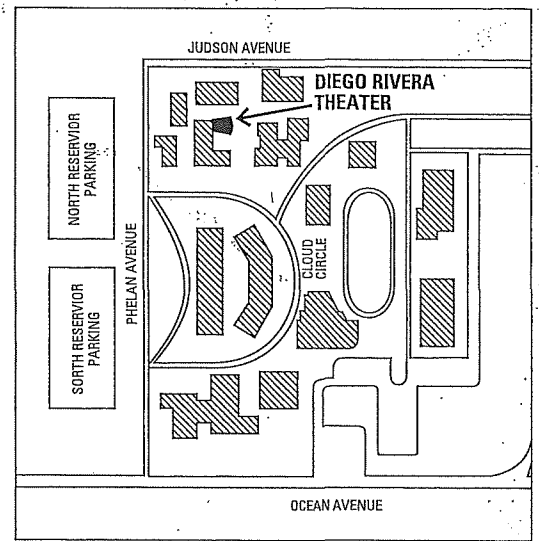 JUDSON AVENUE
DIEGO RIVERA
THEATER
NORTH RESERVIOR
PARKING
PHELAN AVENUE
CLOUD
CIRCLE
SORTH RESERVIOR
PARKING
OCEAN AVENUE